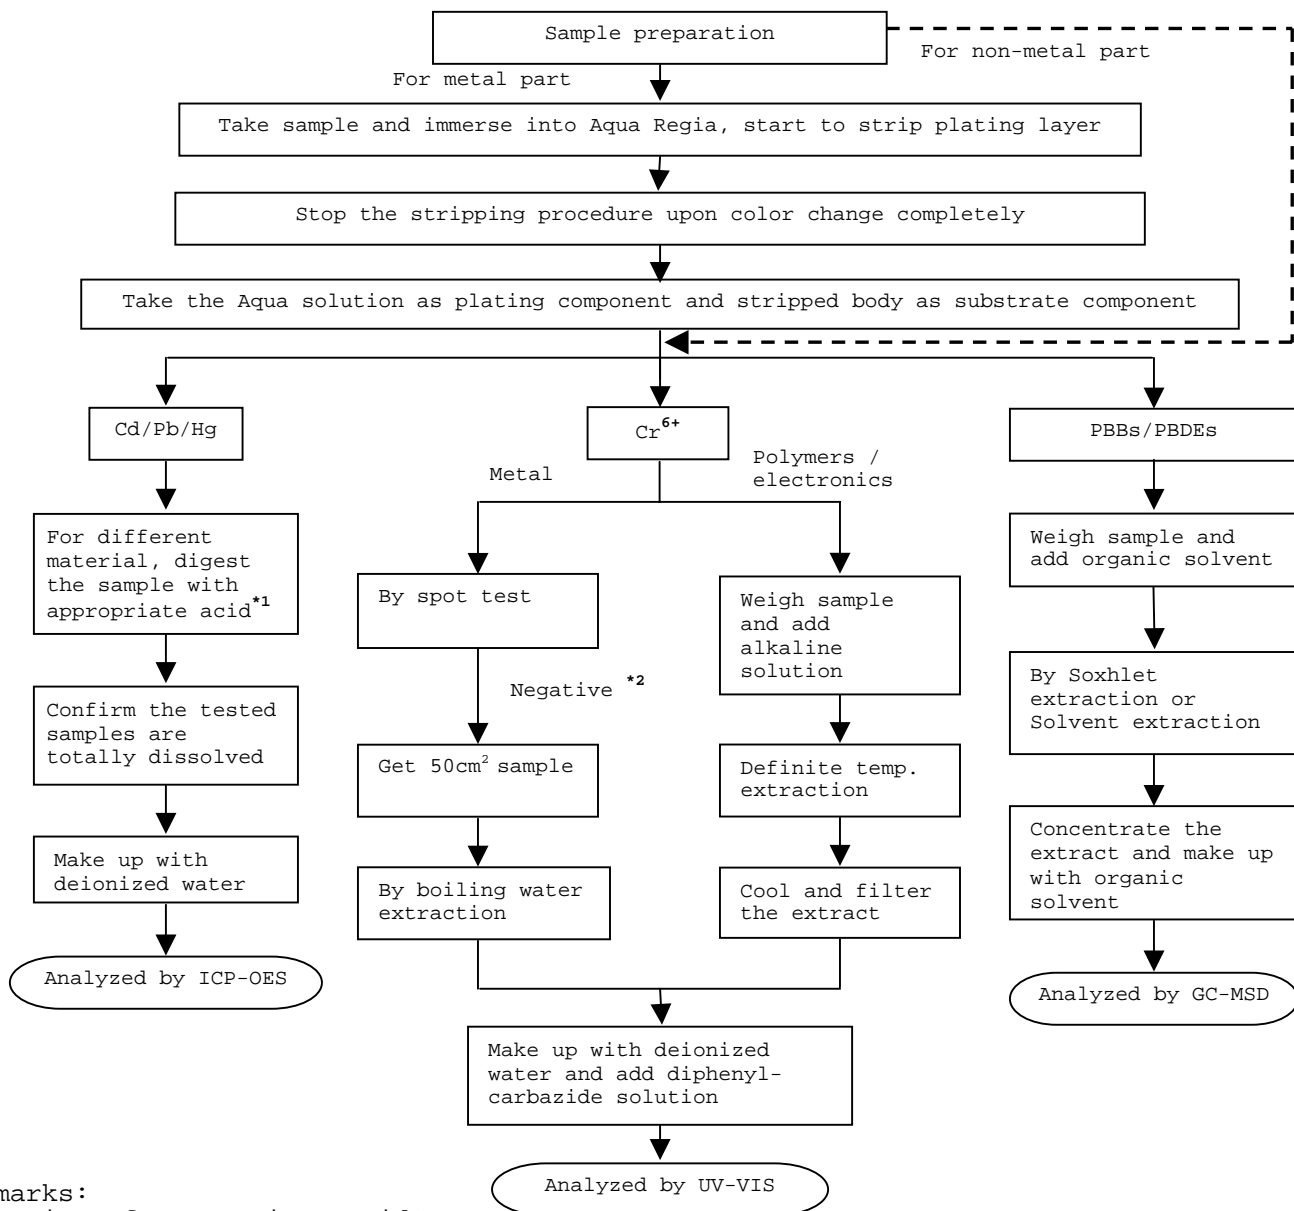 Sample preparation
For non-metal part
For metal part
Take sample and immerse into Aqua Regia, start to strip plating layer
Stop the stripping procedure upon color change completely
Take the Aqua solution as plating component and stripped body as substrate component
Cd/Pb/Hg
For different
material, digest
the sample with
appropriate acid*1
Confirm the tested
samples are
totally dissolved
Make up with
deionized water
Analyzed by ICP-OES
Cr6+
Metal
By spot test
Negative *2
Get 50cm2 sample
By boiling water
extraction
Polymers /
electronics
Weigh sample
and add
alkaline
solution
Definite temp.
extraction
Cool and filter
the extract
Make up with deionized
water and add diphenyl-
carbazide solution
Analyzed by UV-VIS
PBBs/PBDEs
Weigh sample and
add organic solvent
By Soxhlet
extraction or
Solvent extraction
Concentrate the
extract and make up
with organic
solvent
Analyzed by GC-MSD
marks: